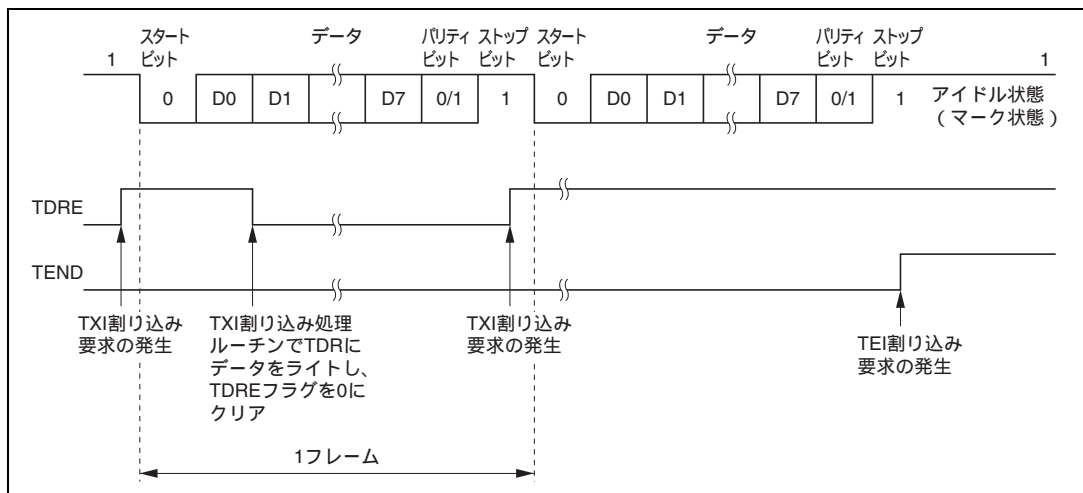 スタート
ビット
データ
パリティ
ビット
ストップ
ビット
スタート
ビット
データ
パリティ
ビット
ストップ
ビット
1
1
0 D0 D1 D7 0/1 1 0 D0 D1 D7 0/1 1
アイドル状態
(マーク状態)
TDRE
TEND
TXI割り込み
要求の発生
TXI割り込み処理
ルーチンでTDRに
データをライトし、
TDREフラグを0に
クリア
TXI割り込み
要求の発生
TEI割り込み
要求の発生
1フレーム